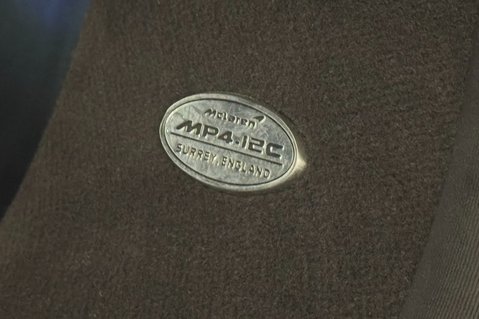 McLaren
MP4-12C
SURREY, ENGLAND